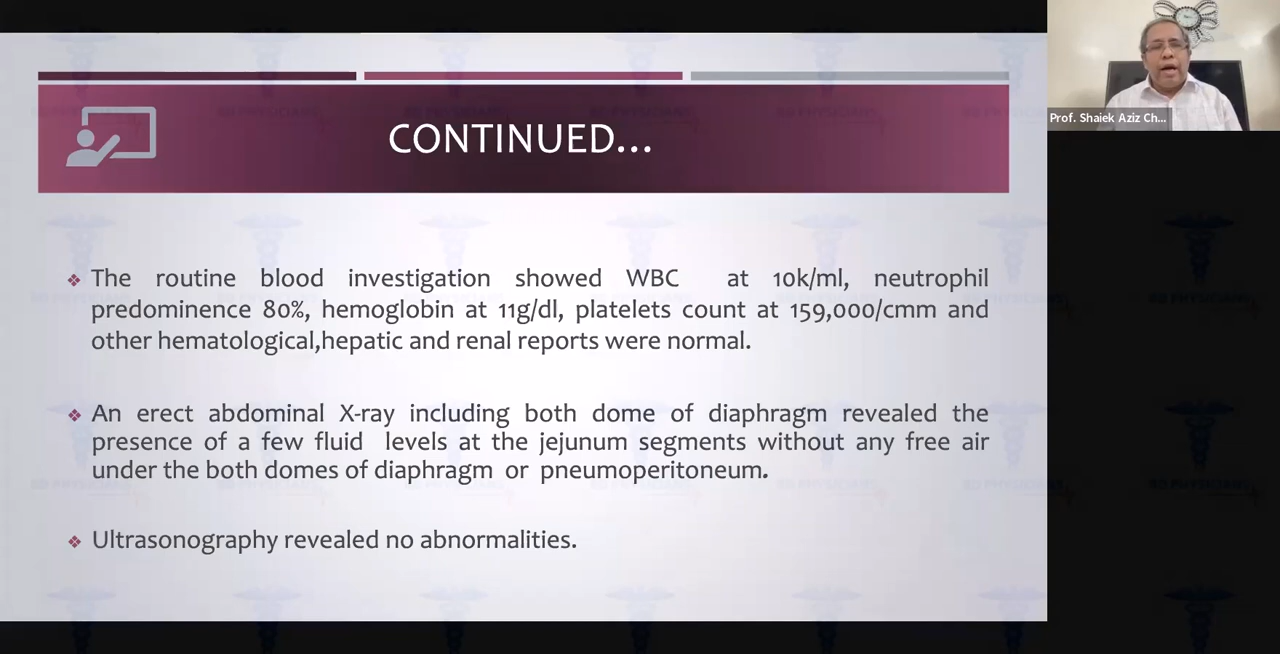 CONTINUED...
Prof. Shaiek Aziz Ch...
❖ The routine blood investigation showed WBC at 10k/ml, neutrophil
predominence 80%, hemoglobin at 11g/dl, platelets count at 159,000/cmm and
other hematological,hepatic and renal reports were normal.
❖ An erect abdominal X-ray including both dome of diaphragm revealed the
presence of a few fluid levels at the jejunum segments without any free air
under the both domes of diaphragm or pneumoperitoneum.
❖ Ultrasonography revealed no abnormalities.